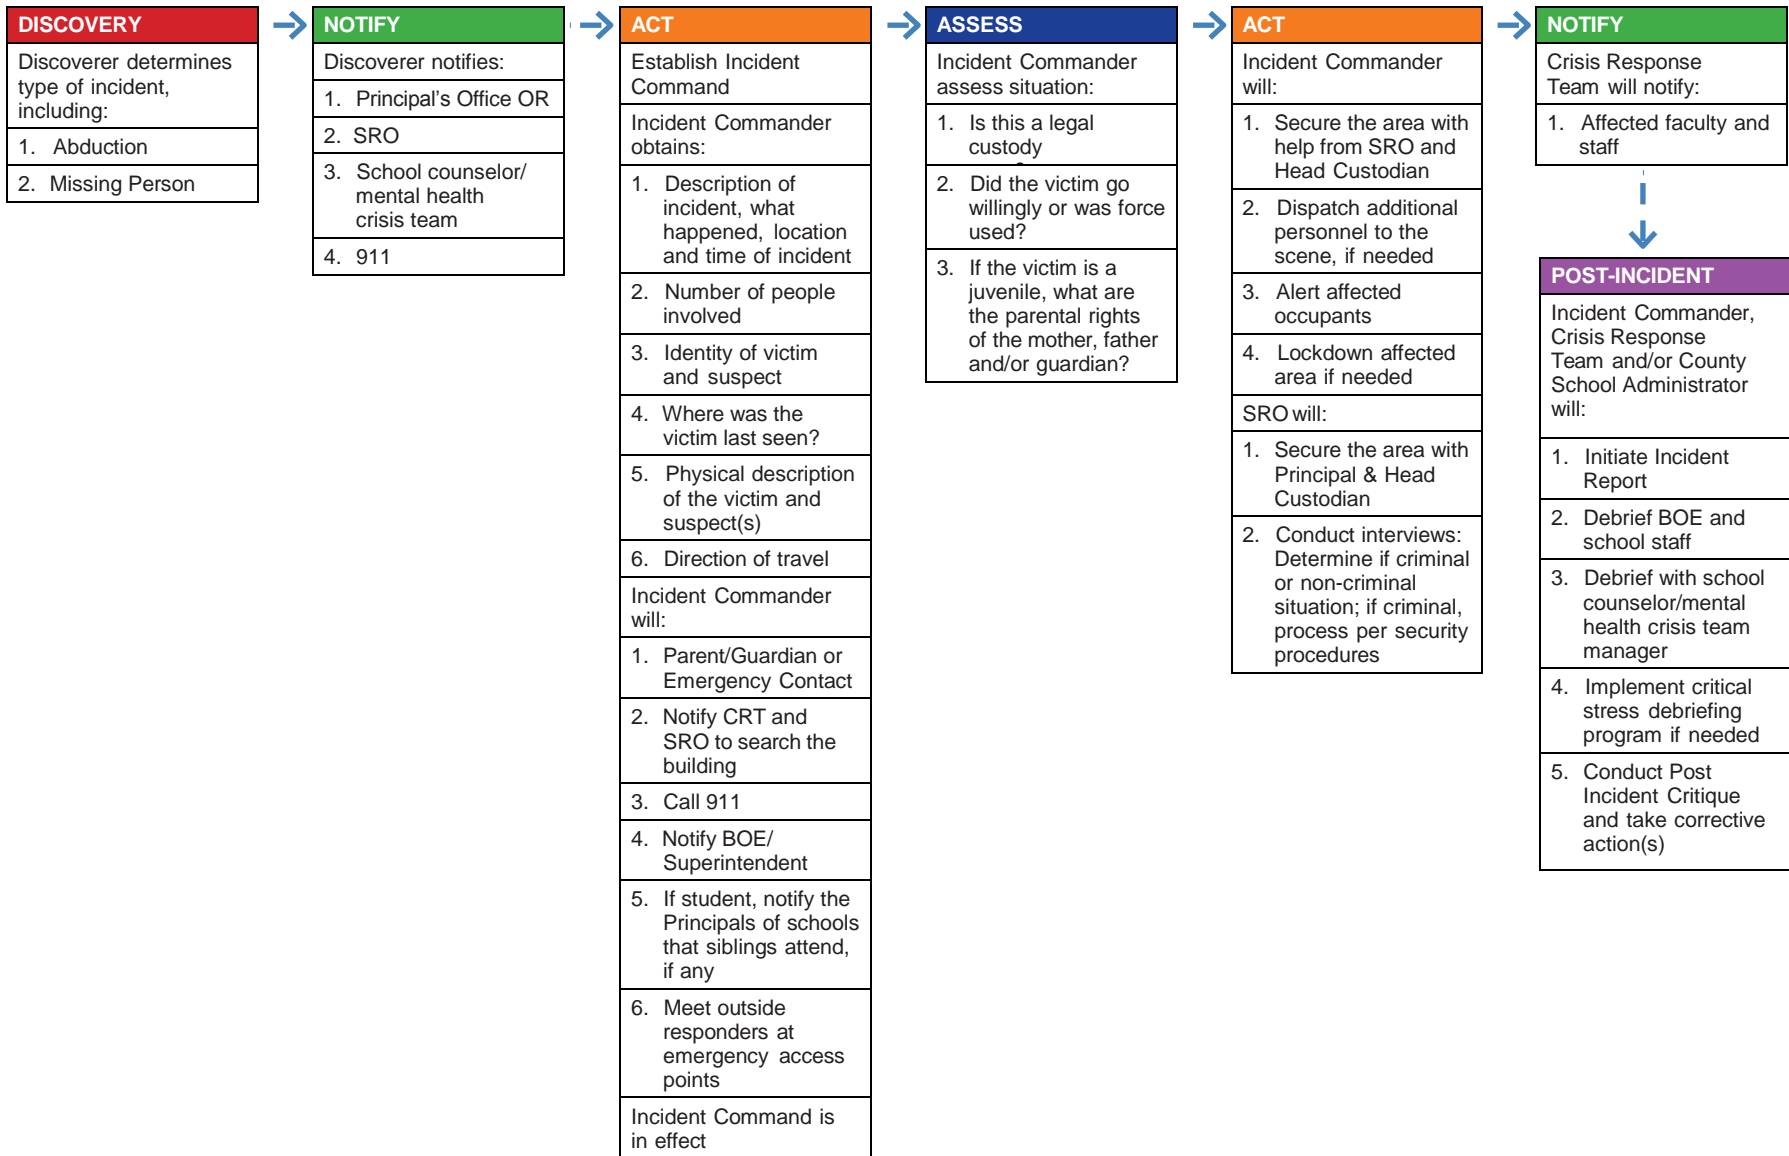 DISCOVERY
Discoverer determines
type of incident,
including:
1. Abduction
2. Missing Person
NOTIFY
Discoverer notifies:
1. Principal's Office OR
2. SRO
3. School counselor/
mental health
crisis team
4. 911
ACT
Establish Incident
Command
Incident Commander
obtains:
1. Description of
incident, what
happened, location
and time of incident
2. Number of people
involved
3. Identity of victim
and suspect
4. Where was the
victim last seen?
5. Physical description
of the victim and
suspect(s)
6. Direction of travel
Incident Commander
will:
1. Parent/Guardian or
Emergency Contact
2. Notify CRT and
SRO to search the
building
3. Call 911
4. Notify BOE/
Superintendent
5. If student, notify the
Principals of schools
that siblings attend,
if any
6. Meet outside
responders at
emergency access
points
Incident Command is
in effect
ASSESS
Incident Commander
assess situation:
1. Is this a legal
custody
2. Did the victim go
willingly or was force
used?
3. If the victim is a
juvenile, what are
the parental rights
of the mother, father
and/or guardian?
ACT
Incident Commander
will:
1. Secure the area with
help from SRO and
Head Custodian
2. Dispatch additional
personnel to the
scene, if needed
3. Alert affected
occupants
4. Lockdown affected
area if needed
SRO will:
1. Secure the area with
Principal & Head
Custodian
2. Conduct interviews:
Determine if criminal
or non-criminal
situation; if criminal,
process per security
procedures
NOTIFY
Crisis Response
Team will notify:
1. Affected faculty and
staff
POST-INCIDENT
Incident Commander,
Crisis Response
Team and/or County
School Administrator
will:
1. Initiate Incident
Report
2. Debrief BOE and
school staff
3. Debrief with school
counselor/mental
health crisis team
manager
4. Implement critical
stress debriefing
program if needed
5. Conduct Post
Incident Critique
and take corrective
action(s)